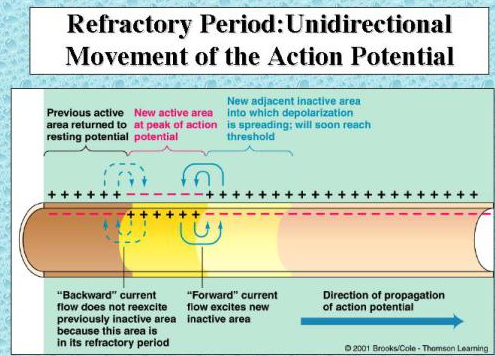 Refractory Period:Unidirectional
Movement of the Action Potential
Previous active
area returned to
resting potential
New active area
at peak of action
potential
New adjacent inactive area
into which depolarization
is spreading; will soon reach
threshold
+ + + + + + – – – – – – + + + + + + + + + + + + + + + + + + + + +
– – – – – – + + + + + + – – – – – – – – – – – – – – – – – – – – –
"Backward" current
flow does not reexcite
previously inactive area
because this area is
in its refractory period
"Forward" current
flow excites new
inactive area
Direction of propagation
of action potential
© 2001 Brooks/Cole - Thomson Learning